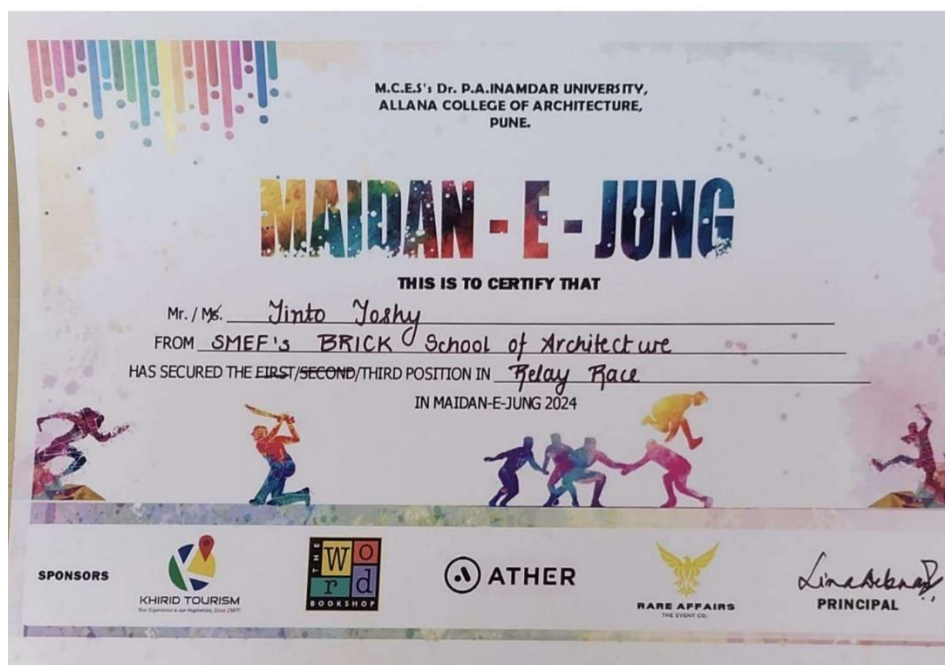 M.C.E.S's Dr. P.A.INAMDAR UNIVERSITY,
ALLANA COLLEGE OF ARCHITECTURE,
PUNE.
MAIDAN - E - JUNG
THIS IS TO CERTIFY THAT
Mr. / Ms. Jinto Joshy
FROM SMEF's BRICK School of Architecture
HAS SECURED THE FIRST/SECOND/THIRD POSITION IN Relay Race
IN MAIDAN-E-JUNG 2024
SPONSORS
KHIRID TOURISM
THE Word BOOKSHOP
ATHER
RARE AFFAIRS
THE EVENT CO.
PRINCIPAL